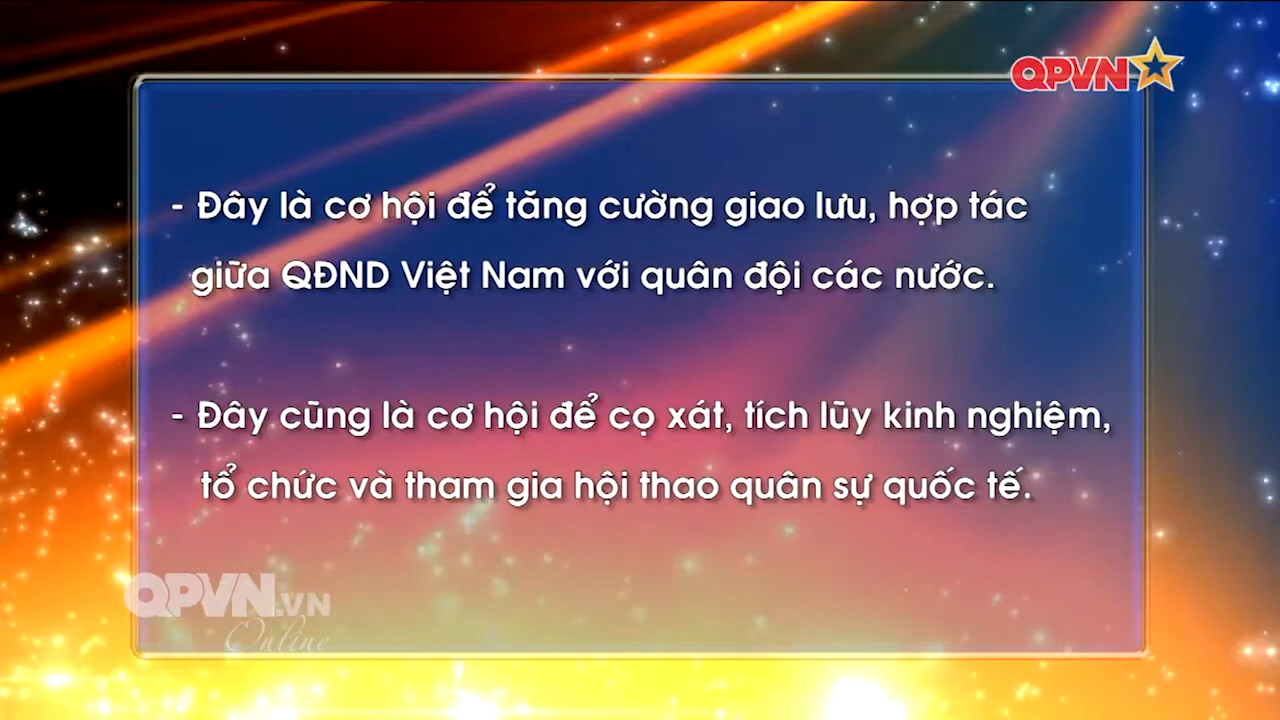 QPVN
- Đây là cơ hội để tăng cường giao lưu, hợp tác
giữa QĐND Việt Nam với quân đội các nước.
- Đây cũng là cơ hội để cọ xát, tích lũy kinh nghiệm,
tổ chức và tham gia hội thao quân sự quốc tế.
QPVN.VN
Online